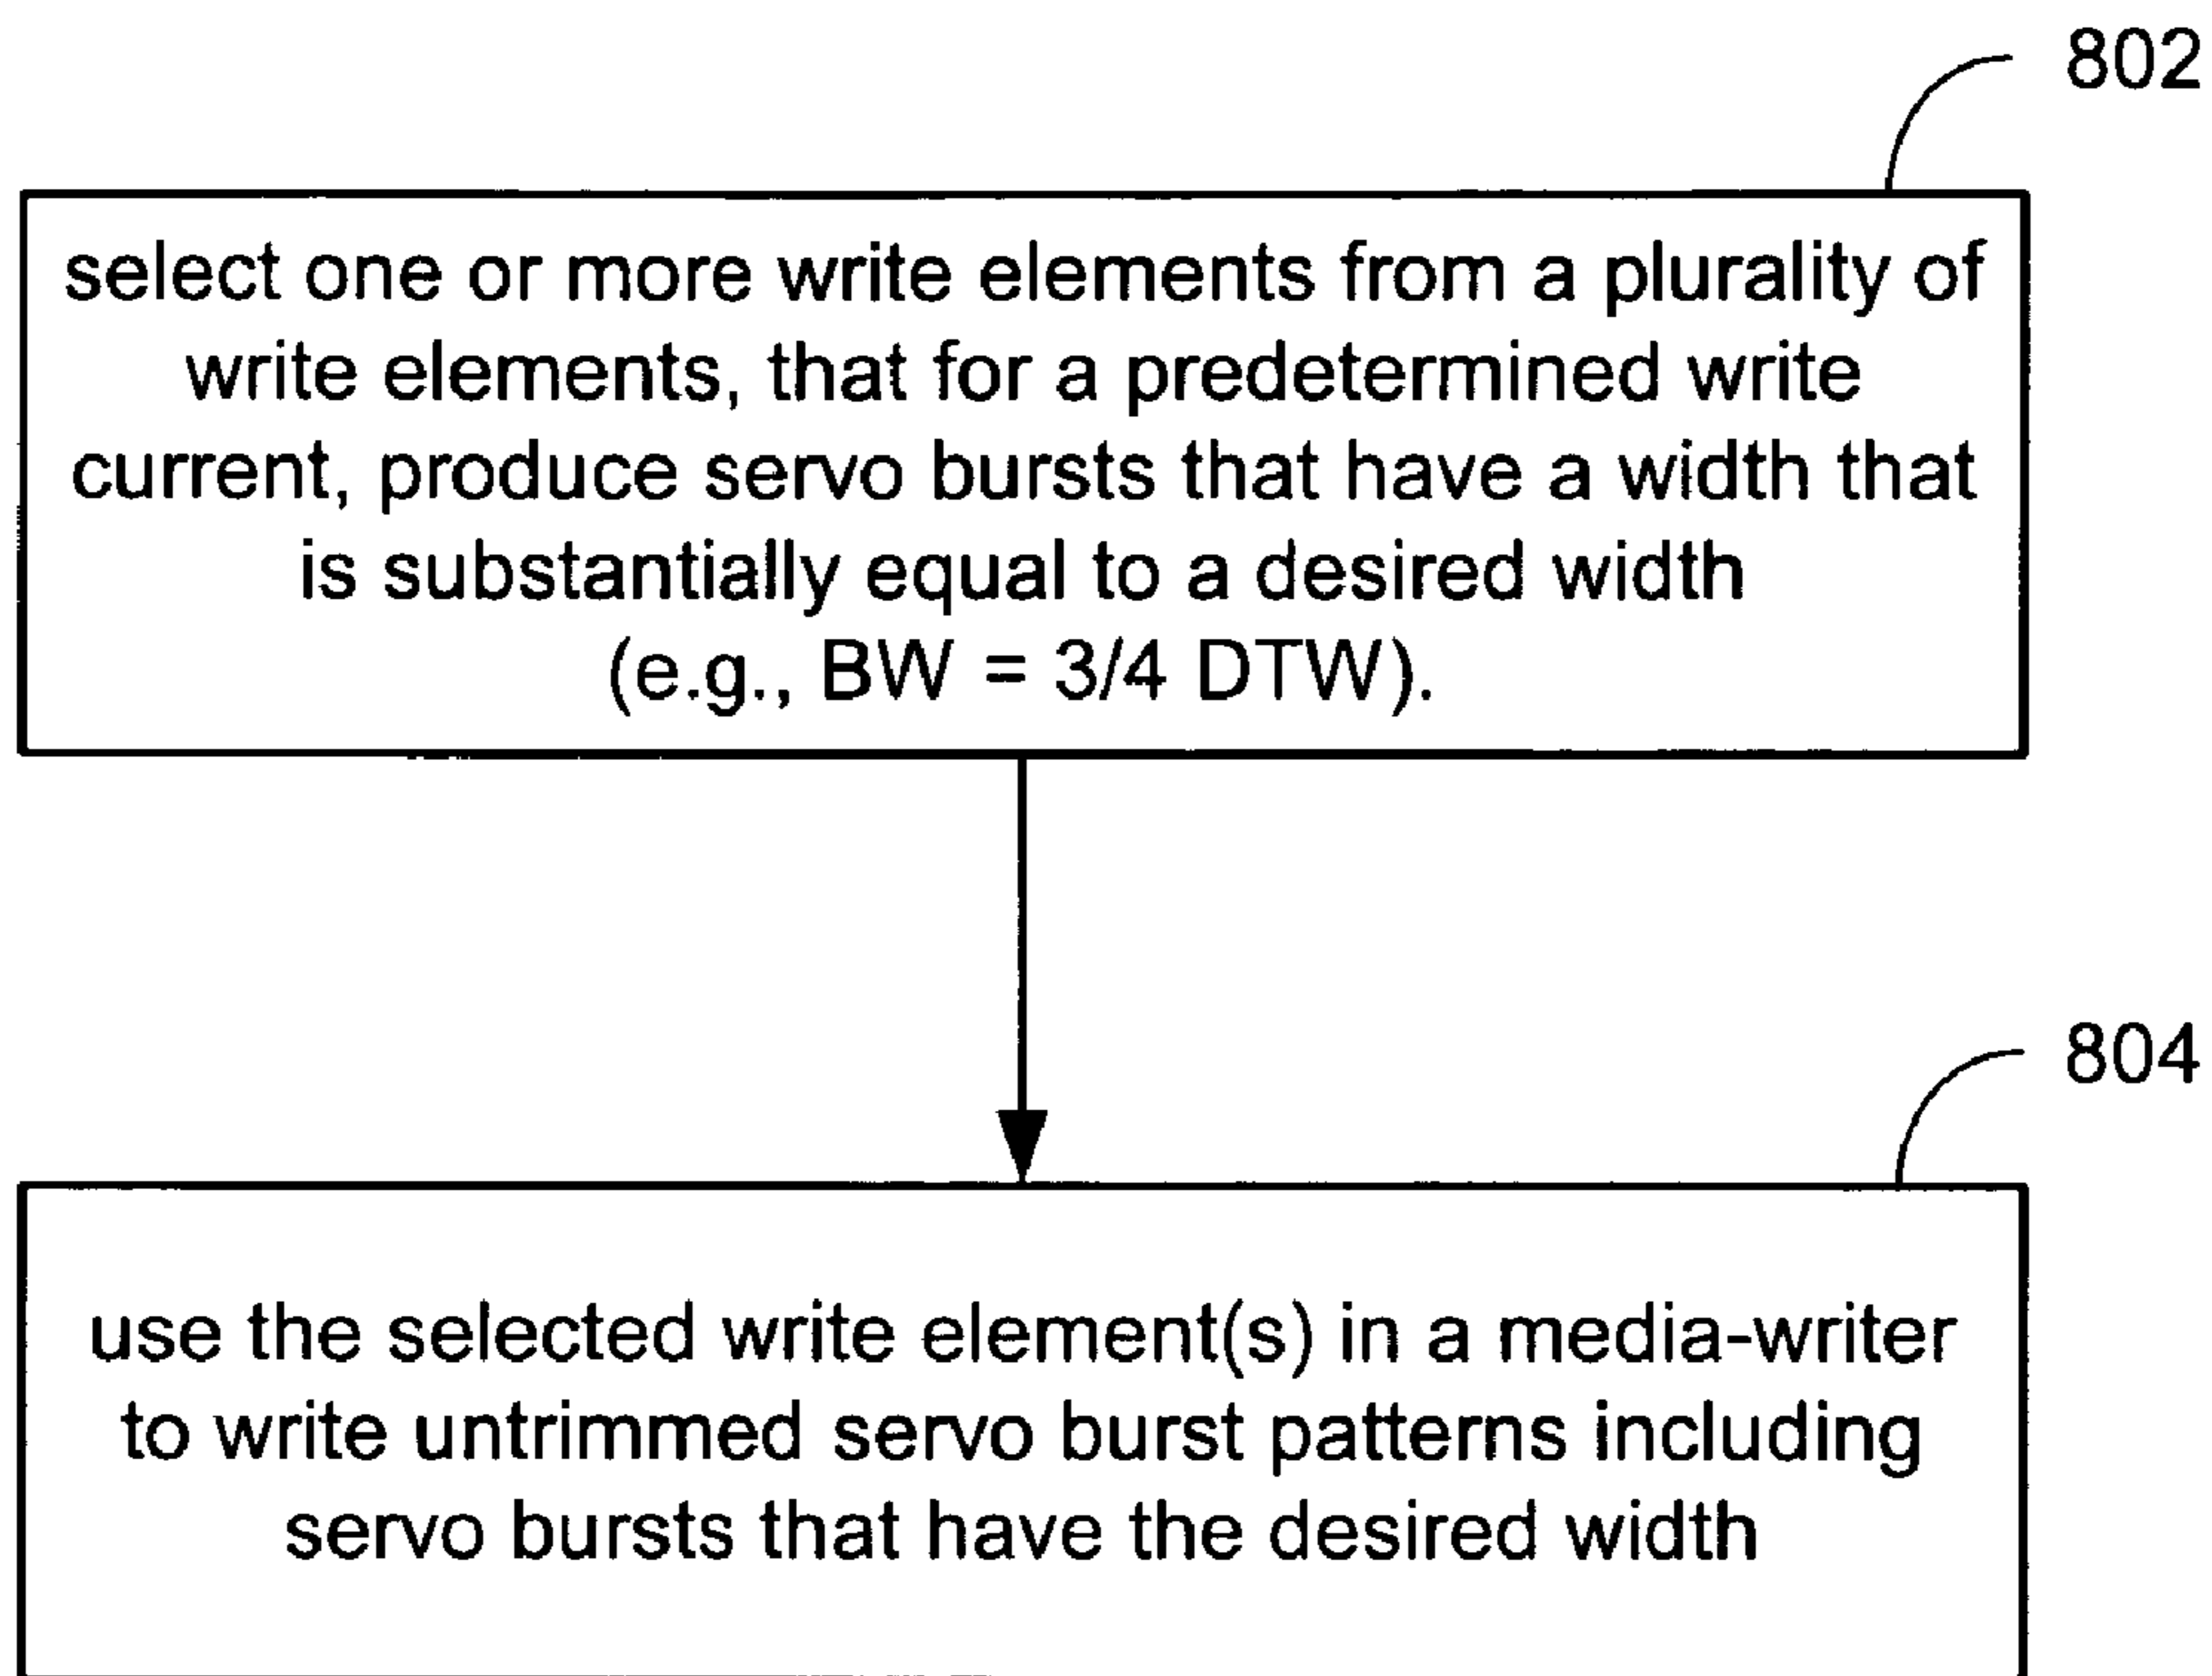 802
select one or more write elements from a plurality of
write elements, that for a predetermined write
current, produce servo bursts that have a width that
is substantially equal to a desired width
(e.g., BW = 3/4 DTW).
804
use the selected write element(s) in a media-writer
to write untrimmed servo burst patterns including
servo bursts that have the desired width